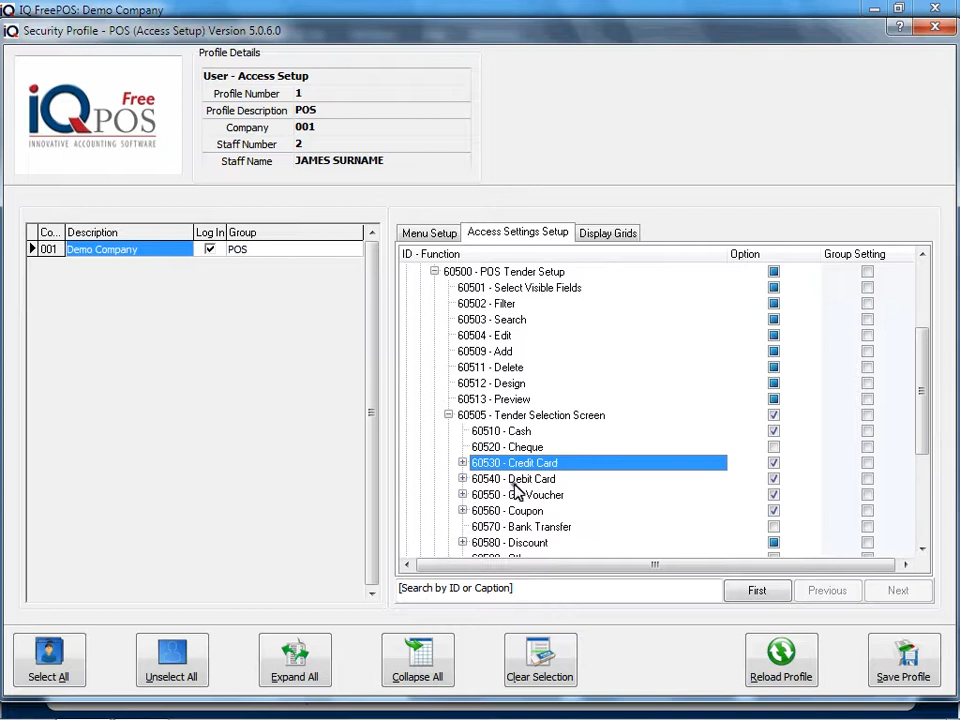 IQ FreePOS: Demo Company
Security Profile - POS (Access Setup) Version 5.0.6.0
Profile Details
iQ Free
POS
INNOVATIVE ACCOUNTING SOFTWARE
User - Access Setup
Profile Number 1
Profile Description POS
Company 001
Staff Number 2
Staff Name JAMES SURNAME
Co... Description Log In Group
001 Demo Company POS
Menu Setup Access Settings Setup Display Grids
ID - Function Option Group Setting
60500 - POS Tender Setup
60501 - Select Visible Fields
60502 - Filter
60503 - Search
60504 - Edit
60509 - Add
60511 - Delete
60512 - Design
60513 - Preview
60505 - Tender Selection Screen
60510 - Cash
60520 - Cheque
60530 - Credit Card
60540 - Debit Card
60550 - Voucher
60560 - Coupon
60570 - Bank Transfer
60580 - Discount
[Search by ID or Caption] First Previous Next
Select All Unselect All Expand All Collapse All Clear Selection Reload Profile Save Profile